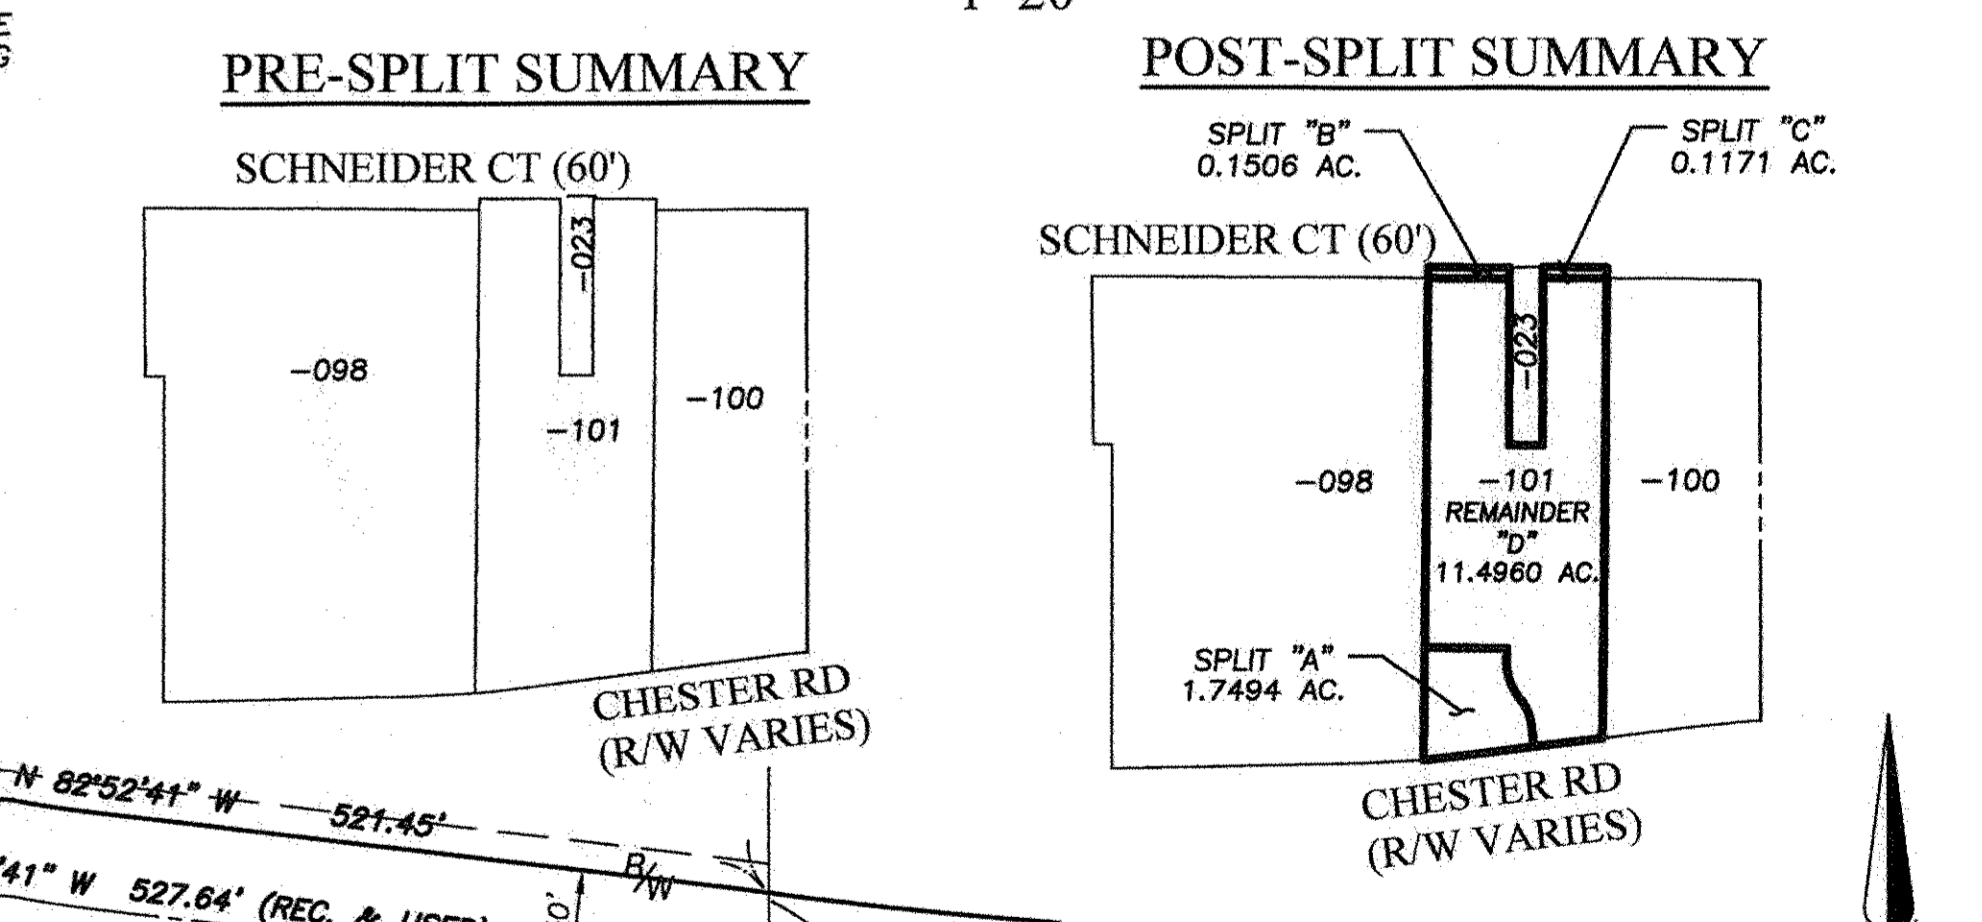 PRE-SPLIT SUMMARY
SCHNEIDER CT (60')
-023
-098
-101
-100
CHESTER RD
(R/W VARIES)
POST-SPLIT SUMMARY
SPLIT "B"
0.1506 AC.
SPLIT "C"
0.1171 AC.
SCHNEIDER CT (60')
-023
-098
-101
REMAINDER
"D"
11.4960 AC.
-100
SPLIT "A"
1.7494 AC.
CHESTER RD
(R/W VARIES)
N 82°52'41" W 521.45'
R/W
41" W 527.64' (REC. & USED)